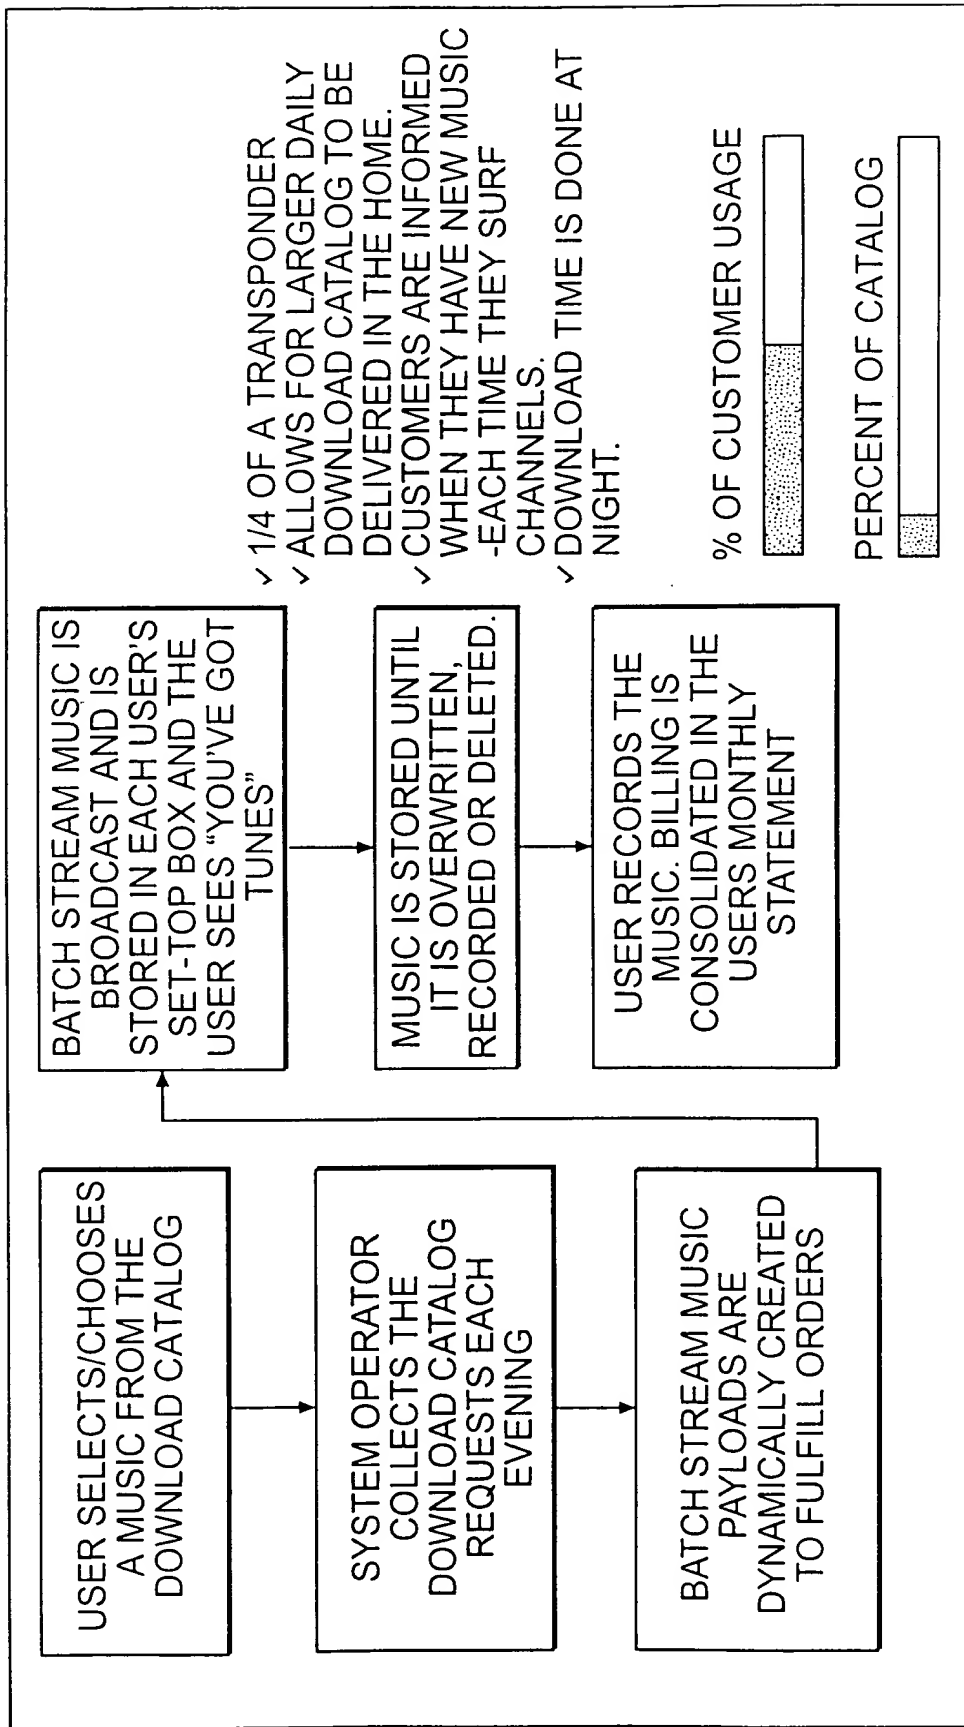 USER SELECTS/CHOOSES
A MUSIC FROM THE
DOWNLOAD CATALOG
SYSTEM OPERATOR
COLLECTS THE
DOWNLOAD CATALOG
REQUESTS EACH
EVENING
BATCH STREAM MUSIC
PAYLOADS ARE
DYNAMICALLY CREATED
TO FULFILL ORDERS
BATCH STREAM MUSIC IS
BROADCAST AND IS
STORED IN EACH USER'S
SET-TOP BOX AND THE
USER SEES “YOU'VE GOT
TUNES”
MUSIC IS STORED UNTIL
IT IS OVERWRITTEN,
RECORDED OR DELETED.
USER RECORDS THE
MUSIC. BILLING IS
CONSOLIDATED IN THE
USERS MONTHLY
STATEMENT
✓ 1/4 OF A TRANSPONDER
✓ ALLOWS FOR LARGER DAILY
DOWNLOAD CATALOG TO BE
DELIVERED IN THE HOME.
✓ CUSTOMERS ARE INFORMED
WHEN THEY HAVE NEW MUSIC
-EACH TIME THEY SURF
CHANNELS.
✓ DOWNLOAD TIME IS DONE AT
NIGHT.
% OF CUSTOMER USAGE
PERCENT OF CATALOG